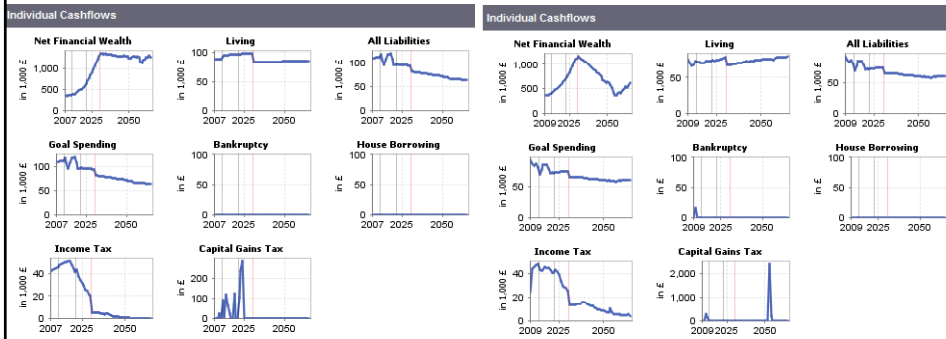 Individual Cashflows
Net Financial Wealth
Living
All Liabilities
in 1,000 £
1,000
500
0
2007 2025 2050
in 1,000 £
100
50
0
2007 2025 2050
in 1,000 £
100
50
0
2007 2025 2050
Goal Spending
Bankruptcy
House Borrowing
in 1,000 £
100
50
0
2007 2025 2050
in £
100
50
0
2007 2025 2050
in £
100
50
0
2007 2025 2050
Income Tax
Capital Gains Tax
in 1,000 £
40
20
0
2007 2025 2050
in £
200
100
0
2007 2025 2050
Individual Cashflows
Net Financial Wealth
Living
All Liabilities
in 1,000 £
1,000
500
0
2009 2025 2050
in 1,000 £
50
0
2009 2025 2050
in 1,000 £
50
0
2009 2025 2050
Goal Spending
Bankruptcy
House Borrowing
in 1,000 £
100
50
0
2009 2025 2050
in £
100
50
0
2009 2025 2050
in £
100
50
0
2009 2025 2050
Income Tax
Capital Gains Tax
in 1,000 £
40
20
0
2009 2025 2050
in £
2,000
1,000
0
2009 2025 2050